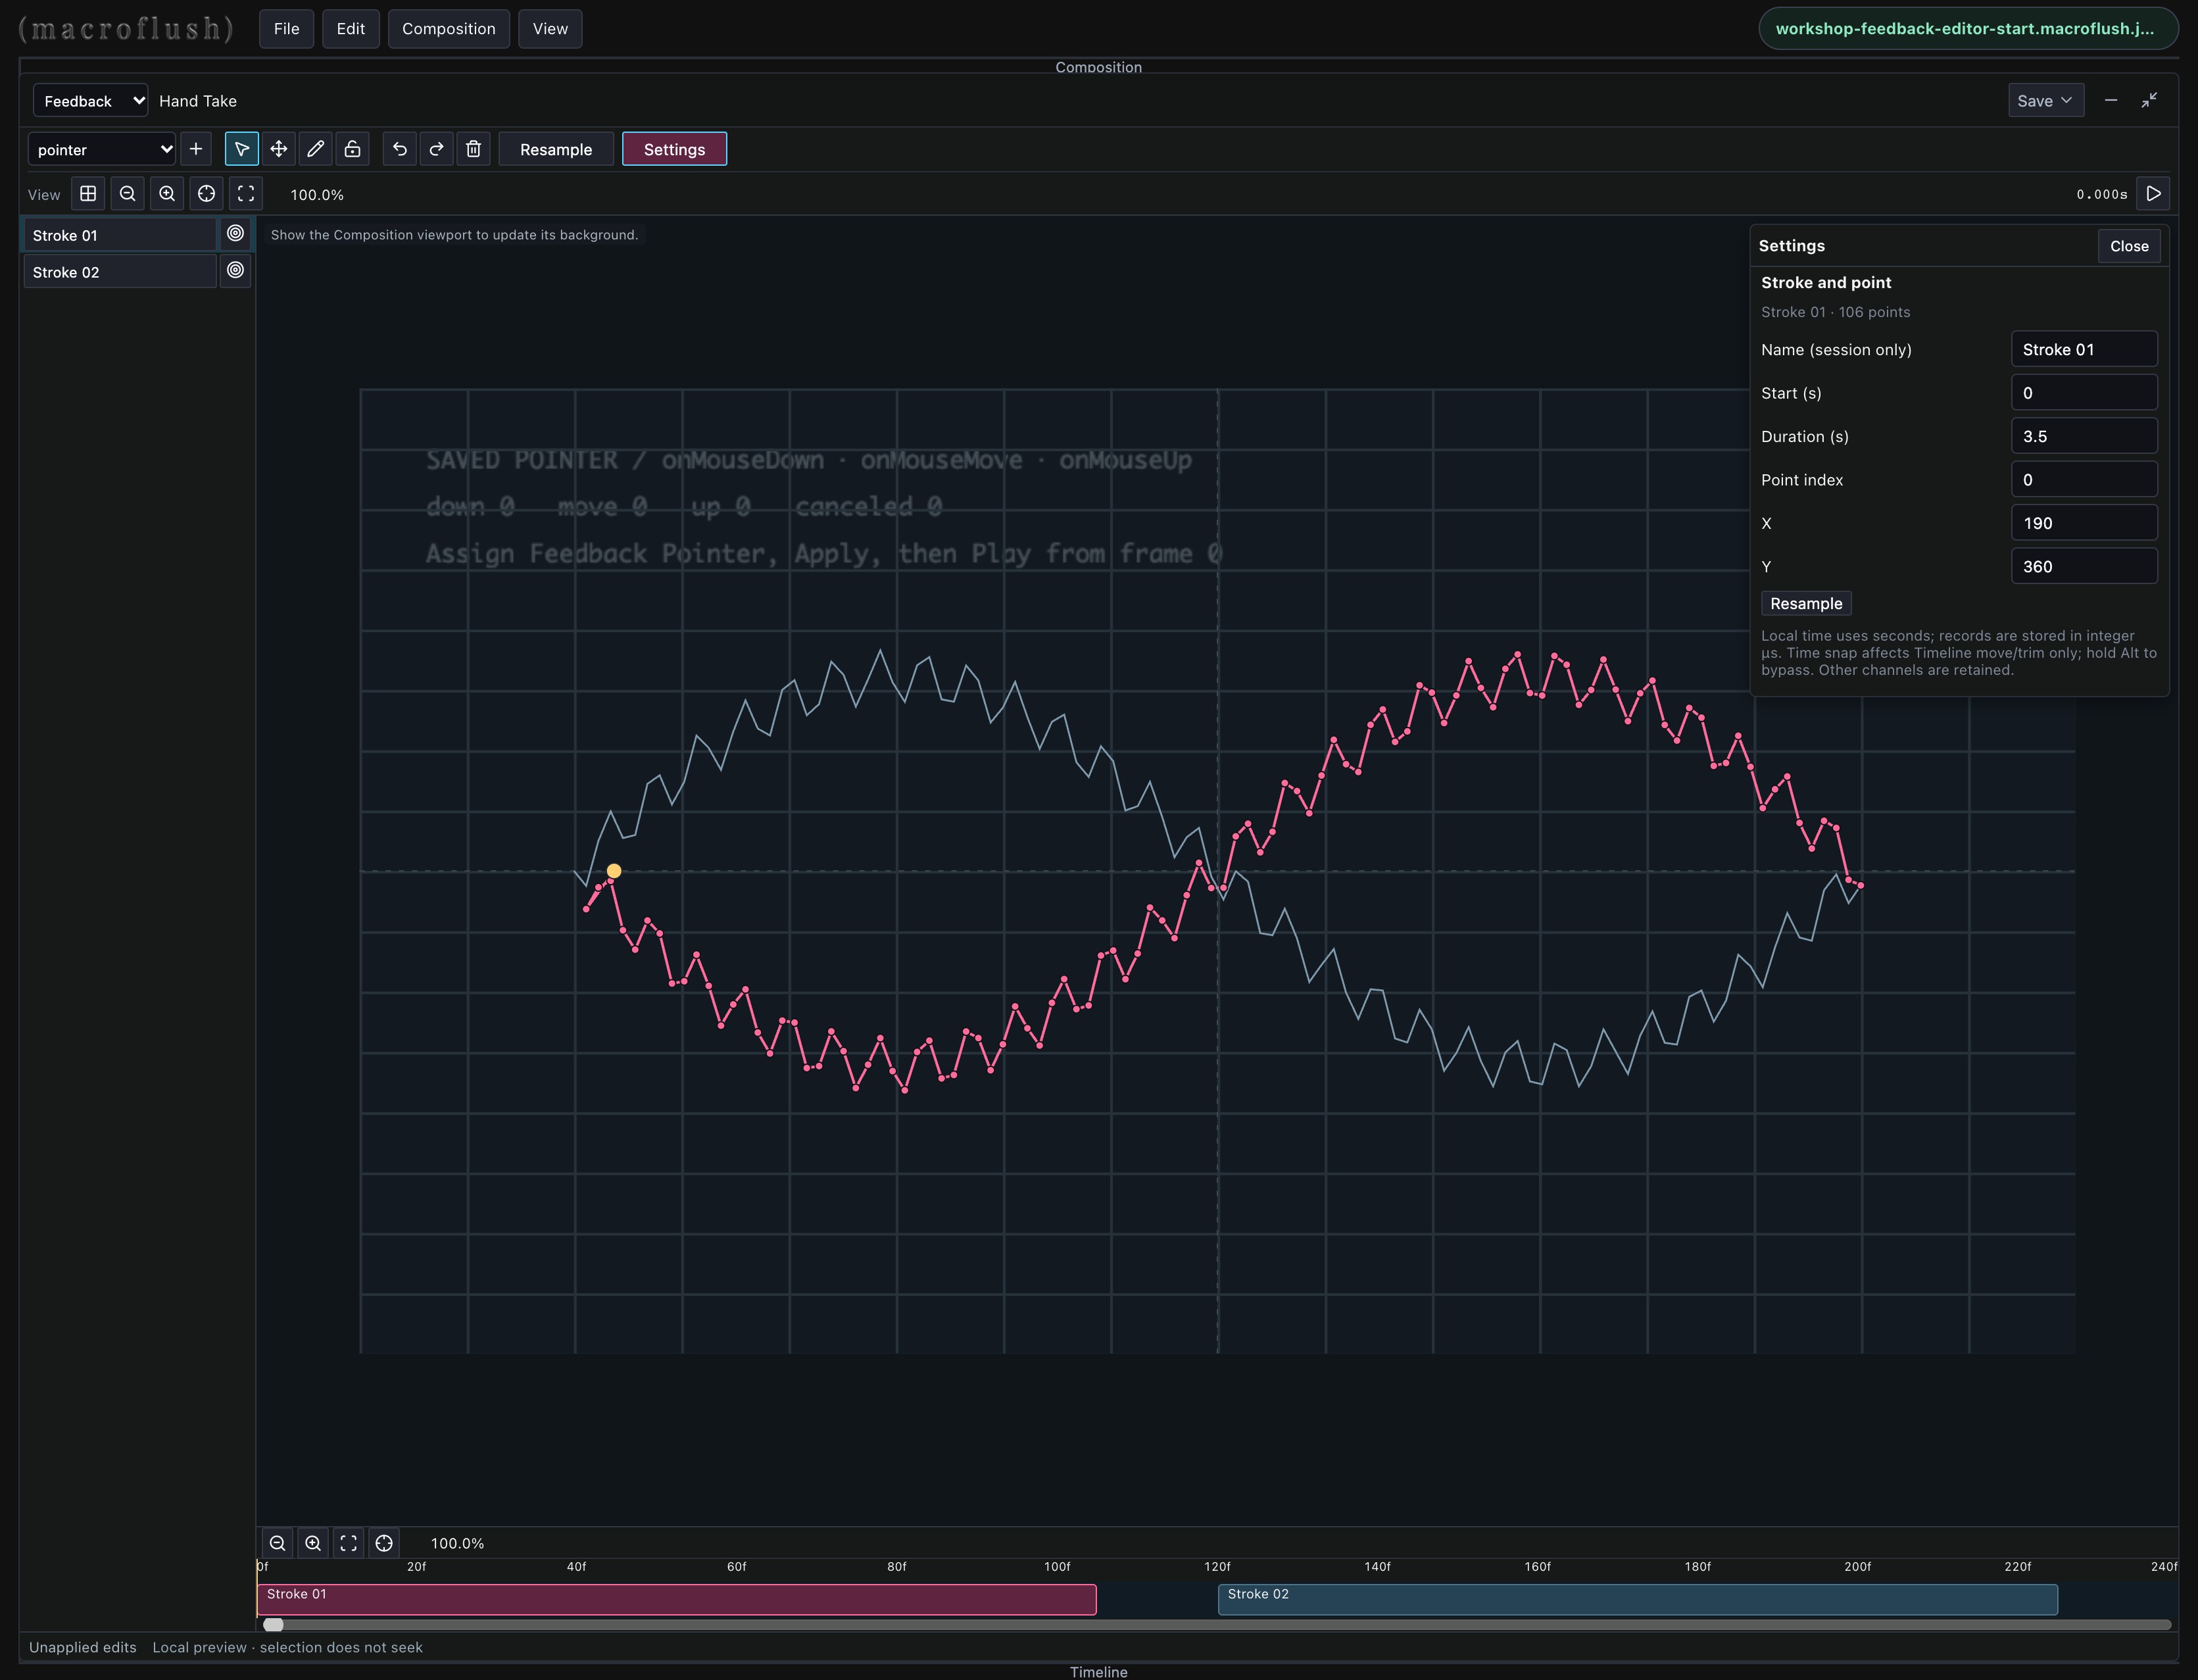 (macroflush) File Edit Composition View workshop-feedback-editor-start.macroflush.j...
Composition
Feedback Hand Take Save
pointer Resample Settings
View 100.0% 0.000s
Stroke 01
Stroke 02
Show the Composition viewport to update its background.
SAVED POINTER / onMouseDown · onMouseMove · onMouseUp
down 0 move 0 up 0 canceled 0
Assign Feedback Pointer, Apply, then Play from frame 0
Settings Close
Stroke and point
Stroke 01 · 106 points
Name (session only) Stroke 01
Start (s) 0
Duration (s) 3.5
Point index 0
X 190
Y 360
Resample
Local time uses seconds; records are stored in integer
µs. Time snap affects Timeline move/trim only; hold Alt to
bypass. Other channels are retained.
100.0%
0f 20f 40f 60f 80f 100f 120f 140f 160f 180f 200f 220f 240f
Stroke 01 Stroke 02
Unapplied edits Local preview · selection does not seek
Timeline